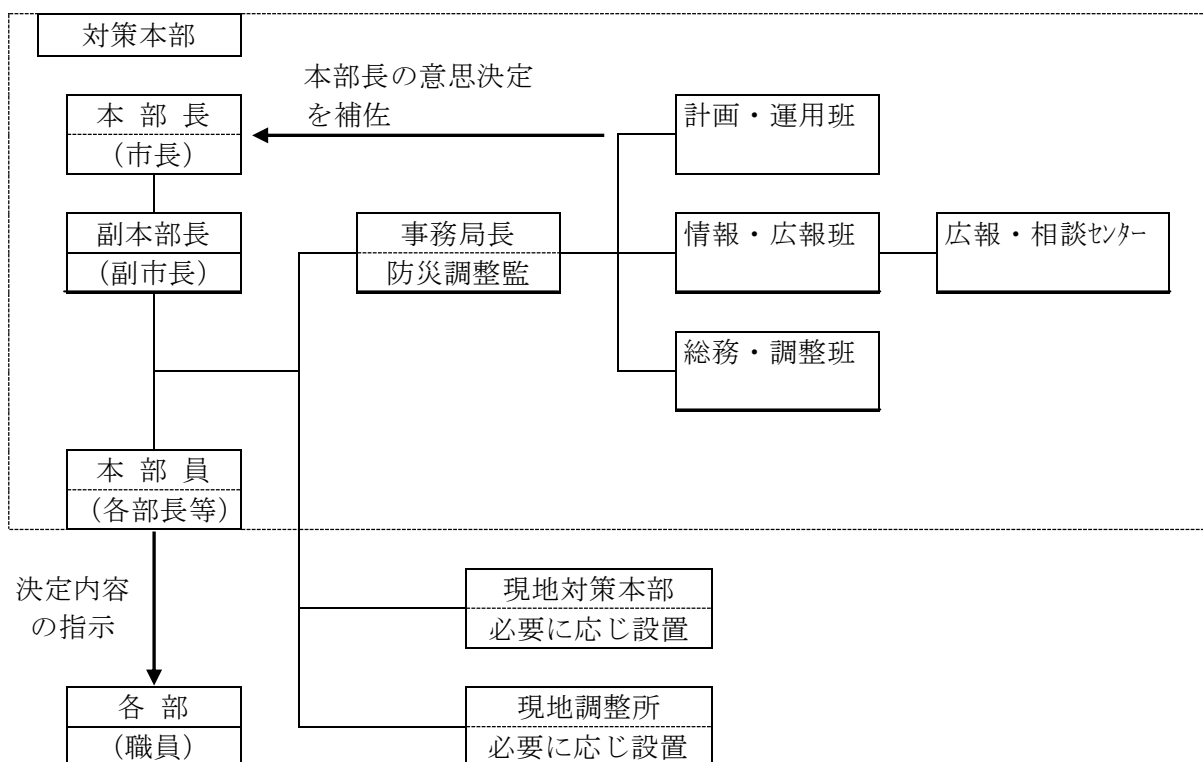 対策本部
本部長の意思決定
を補佐
本 部 長
（市長）
計画・運用班
副本部長
（副市長）
事務局長
防災調整監
情報・広報班
広報・相談ｾﾝﾀｰ
総務・調整班
本 部 員
（各部長等）
決定内容
の指示
現地対策本部
必要に応じ設置
各 部
（職員）
現地調整所
必要に応じ設置